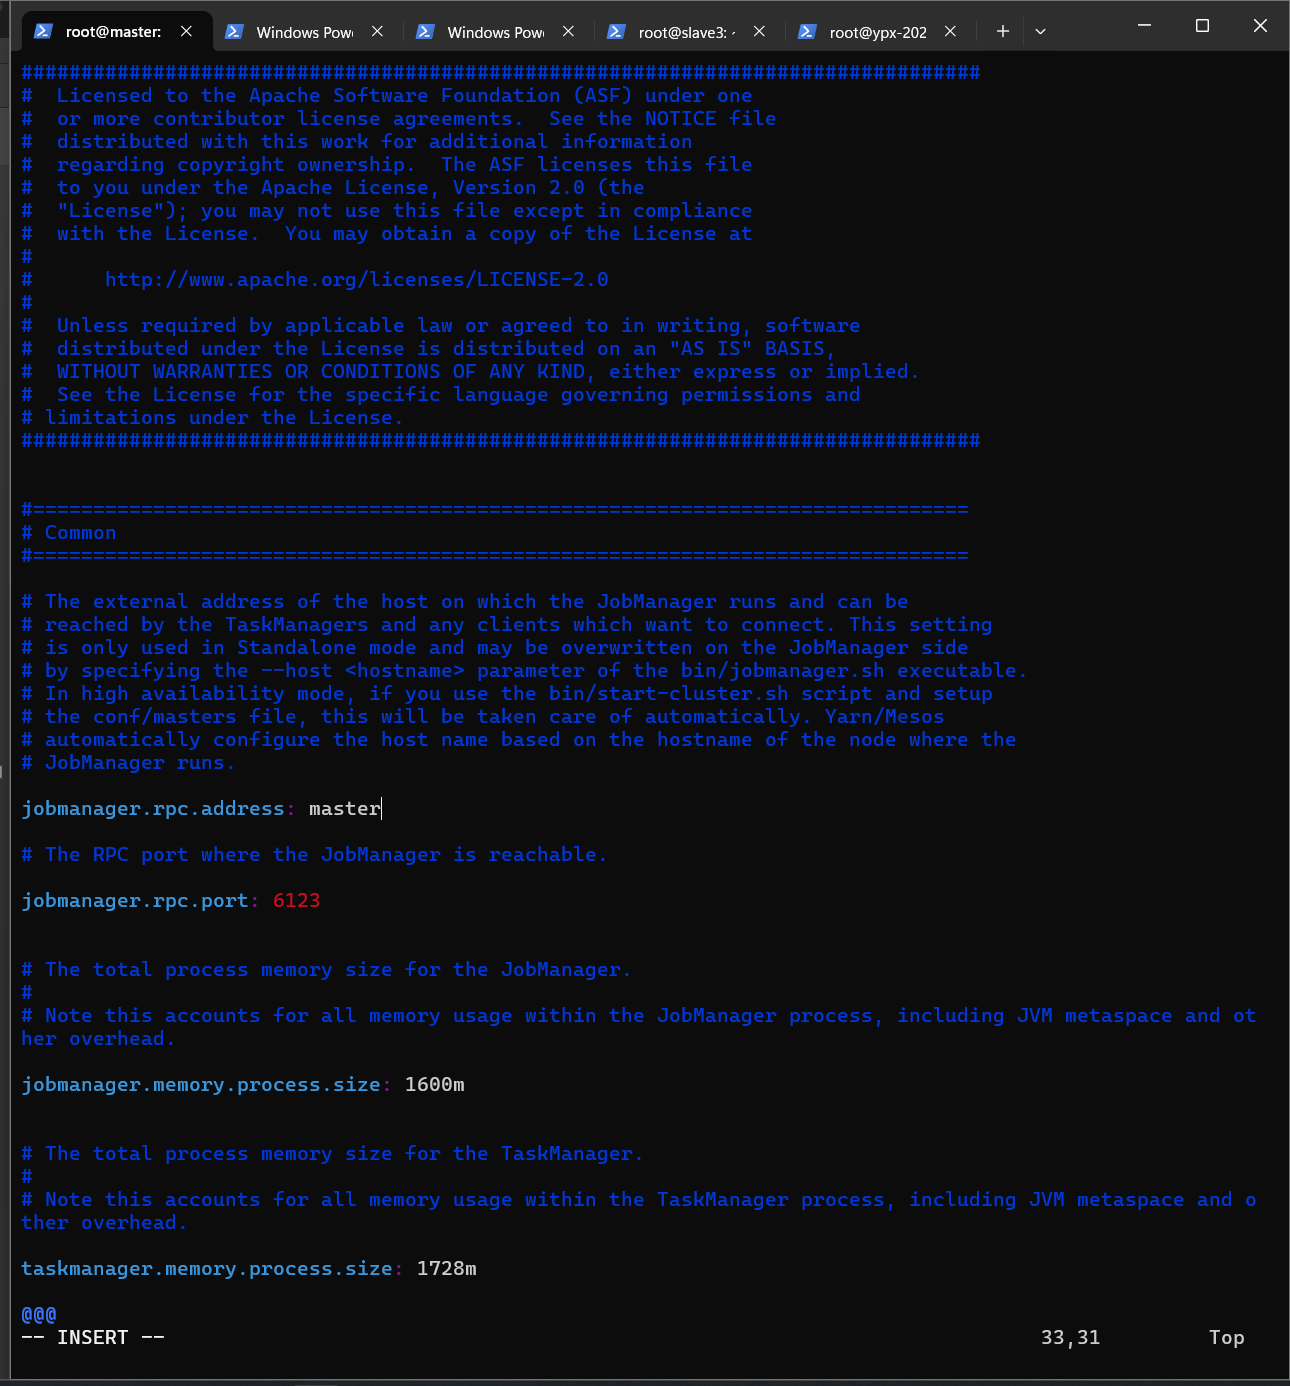 root@master:
Windows Pow
Windows Pow
root@slave3: ~
root@ypx-202
################################################################################
#  Licensed to the Apache Software Foundation (ASF) under one
#  or more contributor license agreements.  See the NOTICE file
#  distributed with this work for additional information
#  regarding copyright ownership.  The ASF licenses this file
#  to you under the Apache License, Version 2.0 (the
#  "License"); you may not use this file except in compliance
#  with the License.  You may obtain a copy of the License at
#
#      http://www.apache.org/licenses/LICENSE-2.0
#
#  Unless required by applicable law or agreed to in writing, software
#  distributed under the License is distributed on an "AS IS" BASIS,
#  WITHOUT WARRANTIES OR CONDITIONS OF ANY KIND, either express or implied.
#  See the License for the specific language governing permissions and
# limitations under the License.
################################################################################
#==============================================================================
# Common
#==============================================================================
# The external address of the host on which the JobManager runs and can be
# reached by the TaskManagers and any clients which want to connect. This setting
# is only used in Standalone mode and may be overwritten on the JobManager side
# by specifying the --host <hostname> parameter of the bin/jobmanager.sh executable.
# In high availability mode, if you use the bin/start-cluster.sh script and setup
# the conf/masters file, this will be taken care of automatically. Yarn/Mesos
# automatically configure the host name based on the hostname of the node where the
# JobManager runs.
jobmanager.rpc.address: master
# The RPC port where the JobManager is reachable.
jobmanager.rpc.port: 6123
# The total process memory size for the JobManager.
#
# Note this accounts for all memory usage within the JobManager process, including JVM metaspace and ot
her overhead.
jobmanager.memory.process.size: 1600m
# The total process memory size for the TaskManager.
#
# Note this accounts for all memory usage within the TaskManager process, including JVM metaspace and o
ther overhead.
taskmanager.memory.process.size: 1728m
@@@
-- INSERT -- 33,31 Top